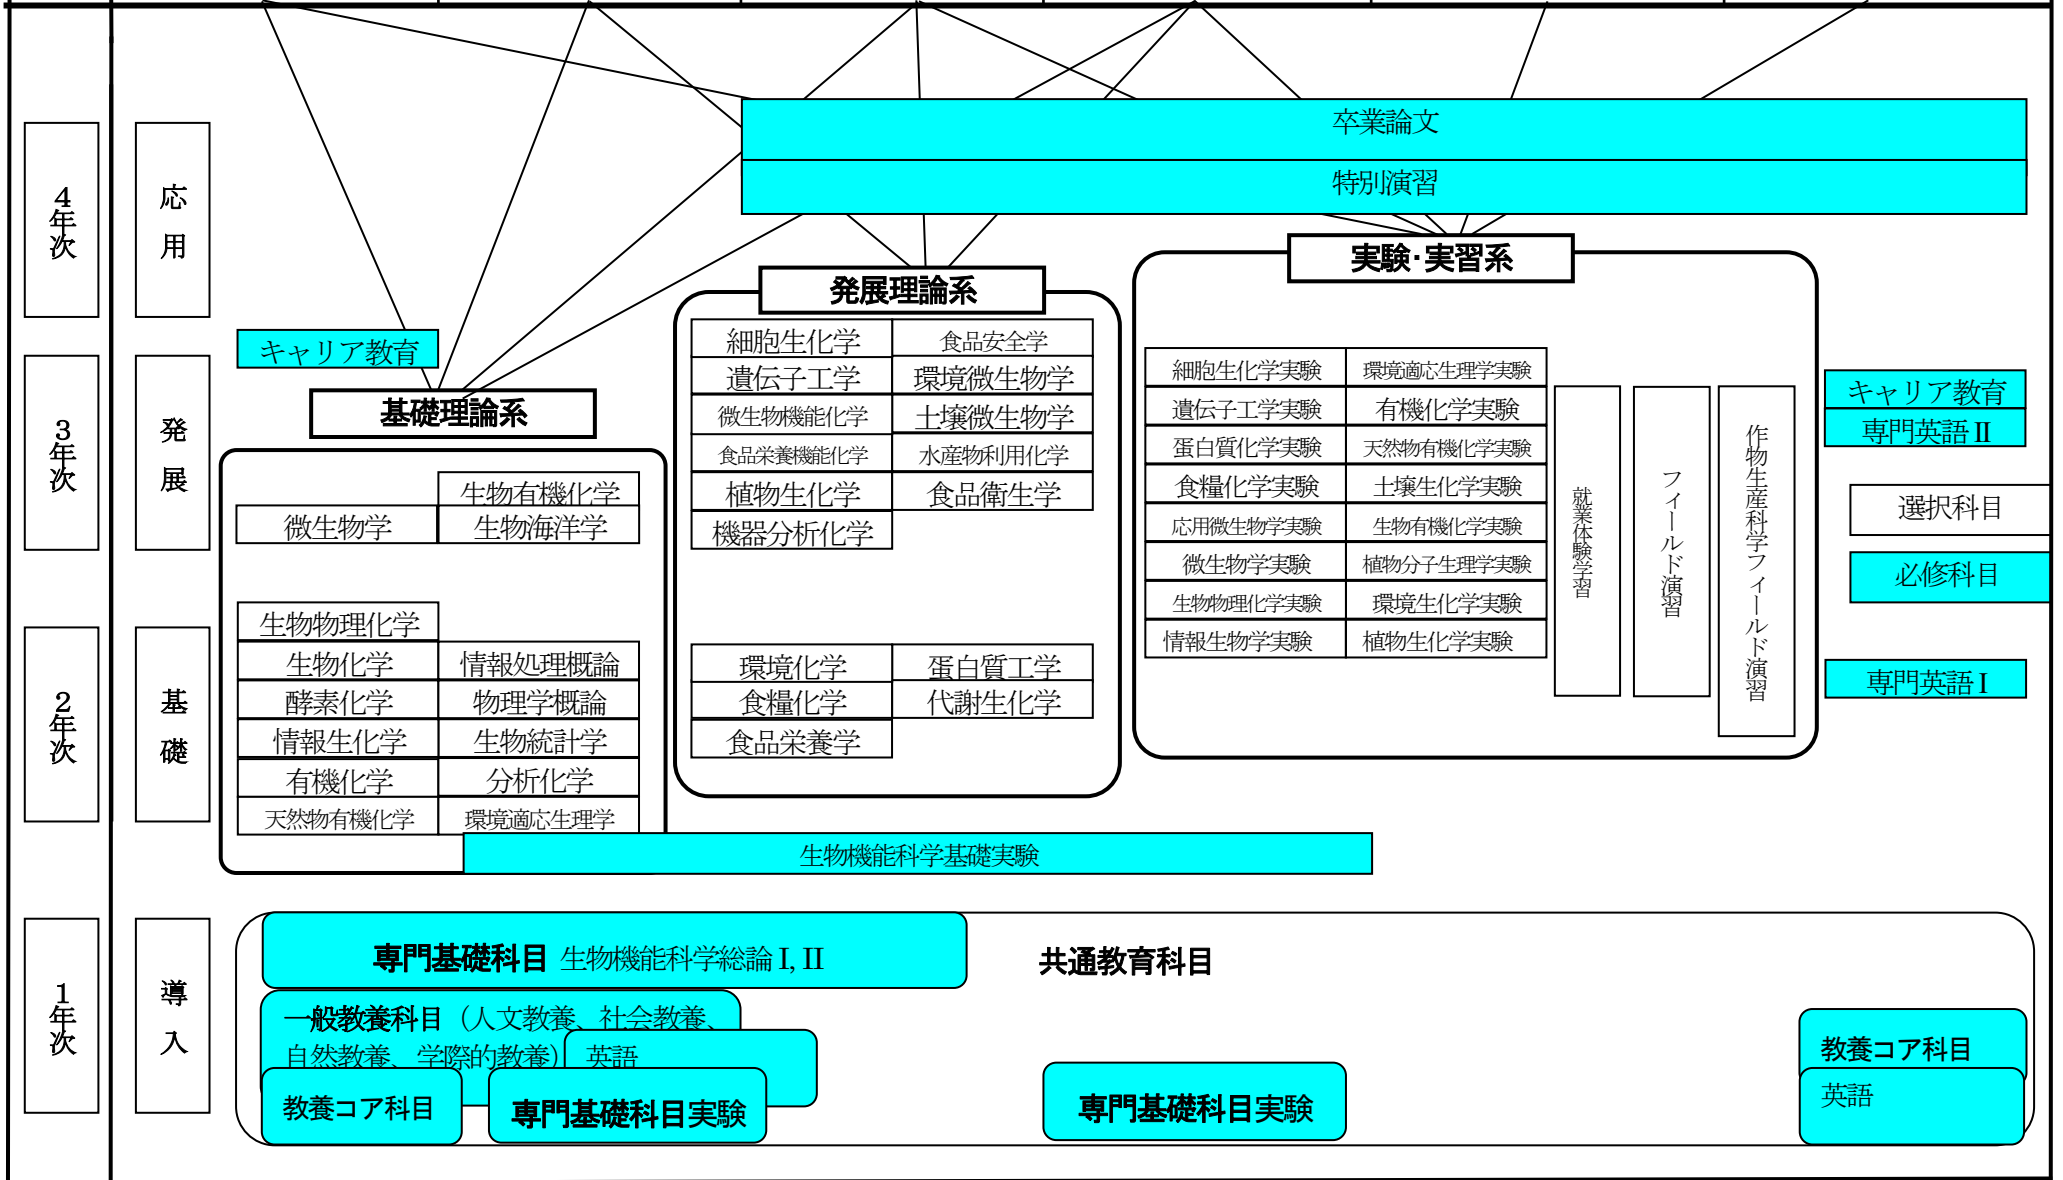 卒業論文
特別演習
4年次
応用
実験・実習系
発展理論系
キャリア教育
基礎理論系
3年次
発展
生物有機化学
微生物学
生物海洋学
細胞生化学
食品安全学
遺伝子工学
環境微生物学
微生物機能化学
土壌微生物学
食品栄養機能化学
水産物利用化学
植物生化学
食品衛生学
機器分析化学
細胞生化学実験
環境適応生理学実験
遺伝子工学実験
有機化学実験
蛋白質化学実験
天然物有機化学実験
食糧化学実験
土壌生化学実験
応用微生物学実験
生物有機化学実験
微生物学実験
植物分子生理学実験
生物物理化学実験
環境生化学実験
情報生物学実験
植物生化学実験
就業体験学習
フィールド演習
作物生産科学フィールド演習
キャリア教育
専門英語 II
選択科目
必修科目
専門英語 I
2年次
基礎
生物物理化学
生物化学
情報処理概論
酵素化学
物理学概論
情報生化学
生物統計学
有機化学
分析化学
天然物有機化学
環境適応生理学
環境化学
蛋白質工学
食糧化学
代謝生化学
食品栄養学
生物機能科学基礎実験
1年次
導入
専門基礎科目 生物機能科学総論 I, II
共通教育科目
一般教養科目（人文教養、社会教養、
自然教養、学際的教養）
英語
教養コア科目
専門基礎科目実験
専門基礎科目実験
教養コア科目
英語